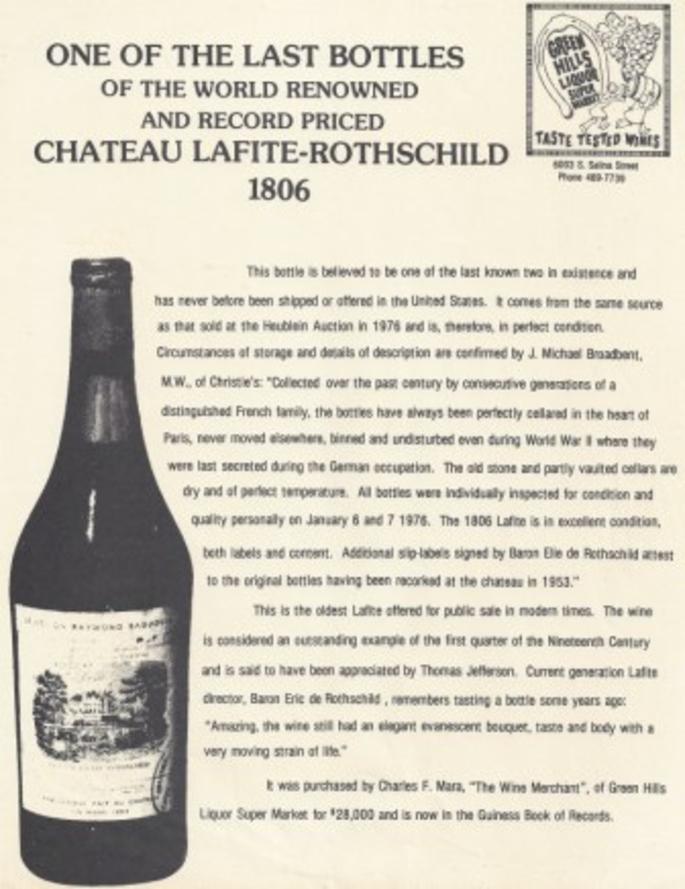 ONE OF THE LAST BOTTLES
OF THE WORLD RENOWNED
AND RECORD PRICED
CHATEAU LAFITE-ROTHSCHILD
1806
GREEN
HILLS
LIQUOR
SUPER
MARKET
TASTE TESTED WINES
6003 S. Salina Street
Phone 469-7739
This bottle is believed to be one of the last known two in existence and
has never before been shipped or offered in the United States. It comes from the same source
as that sold at the Heublein Auction in 1976 and is, therefore, in perfect condition.
Circumstances of storage and details of description are confirmed by J. Michael Broadbent,
M.W., of Christie's: "Collected over the past century by consecutive generations of a
distinguished French family, the bottles have always been perfectly cellared in the heart of
Paris, never moved elsewhere, binned and undisturbed even during World War II where they
were last secreted during the German occupation. The old stone and partly vaulted cellars are
dry and of perfect temperature. All bottles were individually inspected for condition and
quality personally on January 6 and 7 1976. The 1806 Lafite is in excellent condition,
both labels and content. Additional slip-labels signed by Baron Elie de Rothschild attest
to the original bottles having been recorked at the chateau in 1953."
This is the oldest Lafite offered for public sale in modern times. The wine
is considered an outstanding example of the first quarter of the Nineteenth Century
and is said to have been appreciated by Thomas Jefferson. Current generation Lafite
director, Baron Eric de Rothschild , remembers tasting a bottle some years ago:
"Amazing, the wine still had an elegant evanescent bouquet, taste and body with a
very moving strain of life."
It was purchased by Charles F. Mara, "The Wine Merchant", of Green Hills
Liquor Super Market for $28,000 and is now in the Guiness Book of Records.
RAYMOND